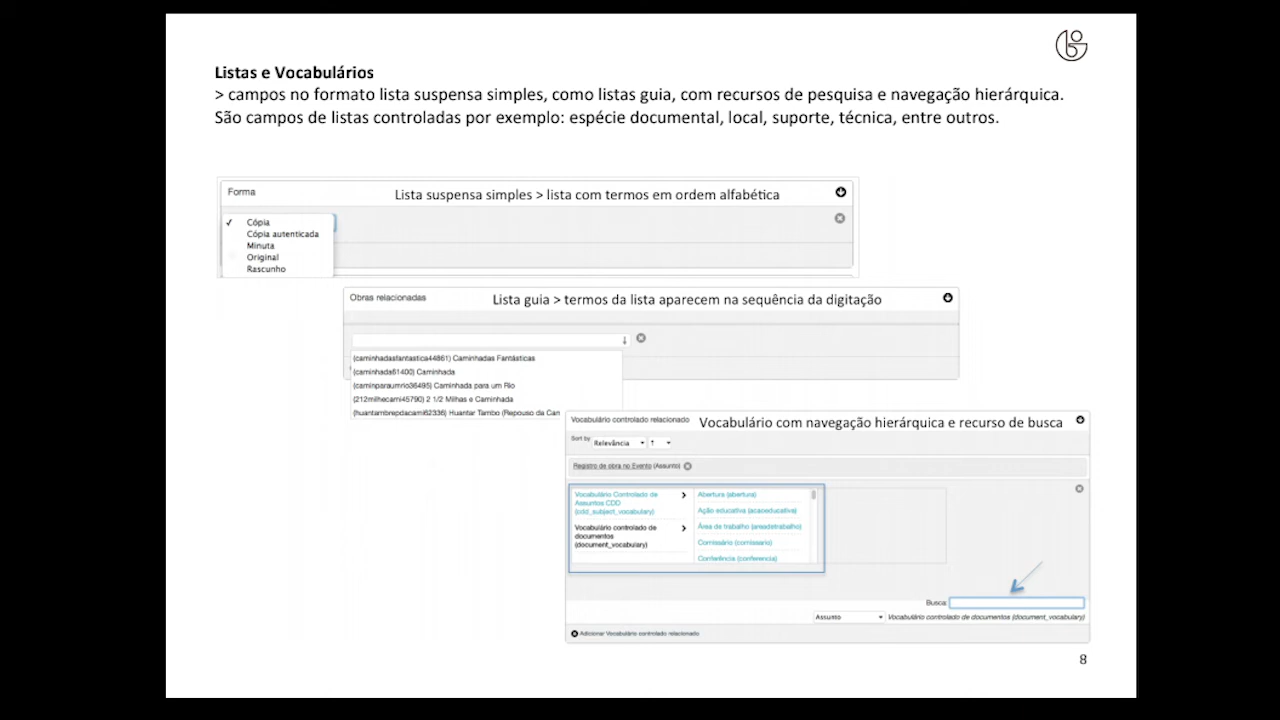 Listas e Vocabulários
> campos no formato lista suspensa simples, como listas guia, com recursos de pesquisa e navegação hierárquica.
São campos de listas controladas por exemplo: espécie documental, local, suporte, técnica, entre outros.
Forma
Lista suspensa simples > lista com termos em ordem alfabética
✓ Cópia
Cópia autenticada
Minuta
Original
Rascunho
Obras relacionadas
Lista guia > termos da lista aparecem na sequência da digitação
(caminhadasfantastica44861) Caminhadas Fantásticas
(caminhada61400) Caminhada
(caminparaumrio36495) Caminhada para um Rio
(212milhecami45790) 2 1/2 Milhas e Caminhada
(huantambrepdacami62336) Huantar Tambo (Repouso da Cam
Vocabulário controlado relacionado
Vocabulário com navegação hierárquica e recurso de busca
Sort by Relevância ↑
Registro de obra no Evento (Assunto)
Vocabulário Controlado de
Assuntos CDD
(cdd_subject_vocabulary)
Vocabulário controlado de
documentos
(document_vocabulary)
Abertura (abertura)
Ação educativa (acaoeducativa)
Área de trabalho (areadetrabalho)
Comissário (comissario)
Conferência (conferencia)
Busca:
Assunto Vocabulário controlado de documentos (document_vocabulary)
Adicionar Vocabulário controlado relacionado
8